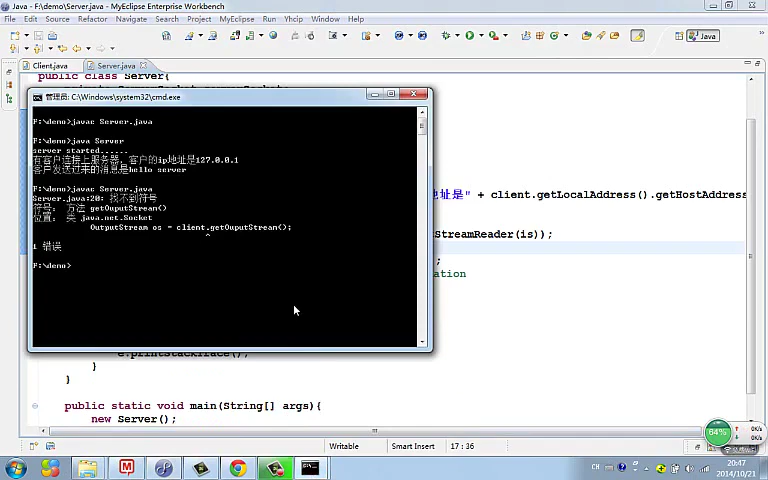 Java - F:\demo\Server.java - MyEclipse Enterprise Workbench
File Edit Source Refactor Navigate Search Project MyEclipse Run Yhcip Window Help
Java
Client.java Server.java
public class Server{
管理员: C:\Windows\system32\cmd.exe
F:\demo>javac Server.java
F:\demo>java Server
server started......
有客户连接上服务器，客户的ip地址是127.0.0.1
客户发送过来的消息是hello server
F:\demo>javac Server.java
Server.java:20: 找不到符号
符号： 方法 getOuputStream()
位置： 类 java.net.Socket
OutputStream os = client.getOuputStream();
^
1 错误
F:\demo>
地址是" + client.getLocalAddress().getHostAddress
StreamReader(is));
;
ation
e.printStackTrace();
}
}
public static void main(String[] args){
new Server();
Writable Smart Insert 17 : 36
64% 0K/s
0K/s
CH
20:47
2014/10/21